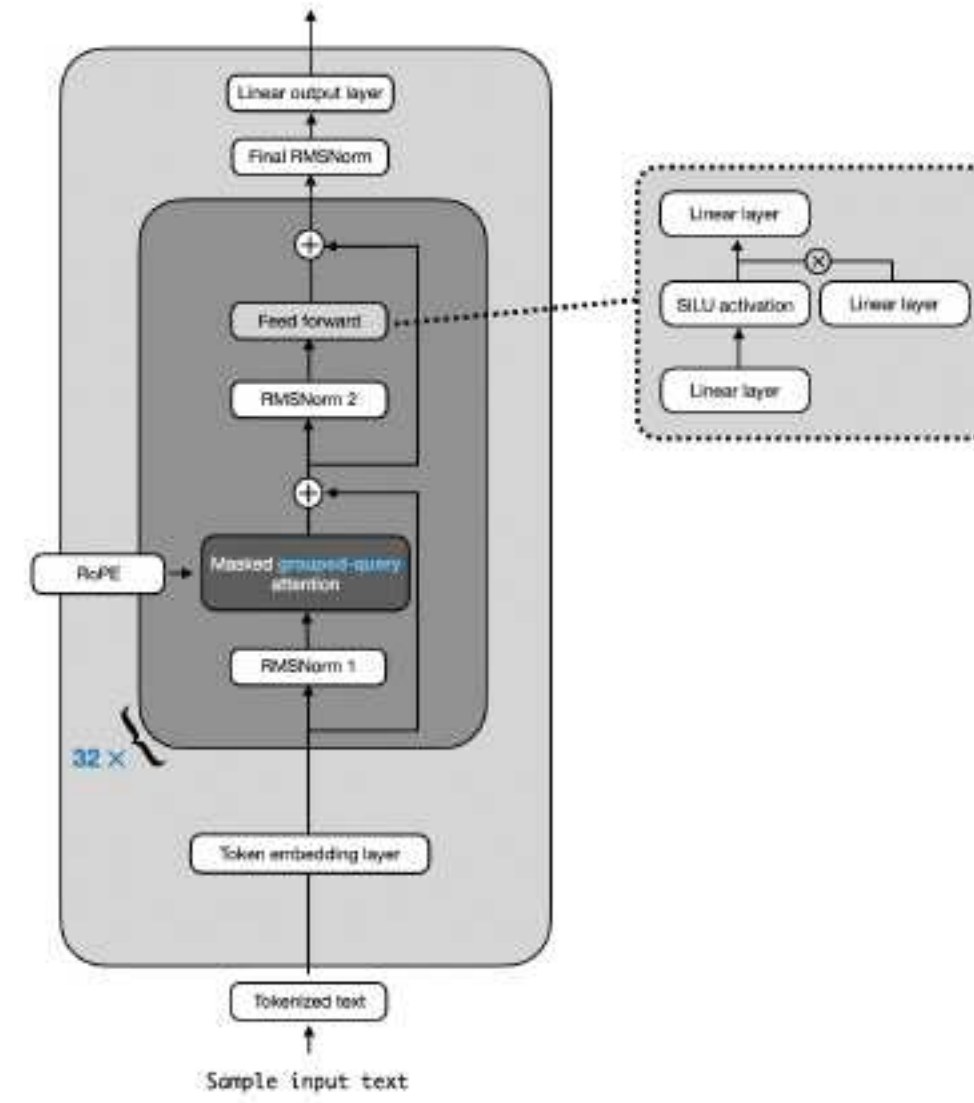 Linear output layer
Final RMSNorm
Feed forward
RMSNorm 2
Masked grouped-query
attention
RoPE
RMSNorm 1
32 ×
Token embedding layer
Tokenized text
Sample input text
Linear layer
SILU activation
Linear layer
Linear layer